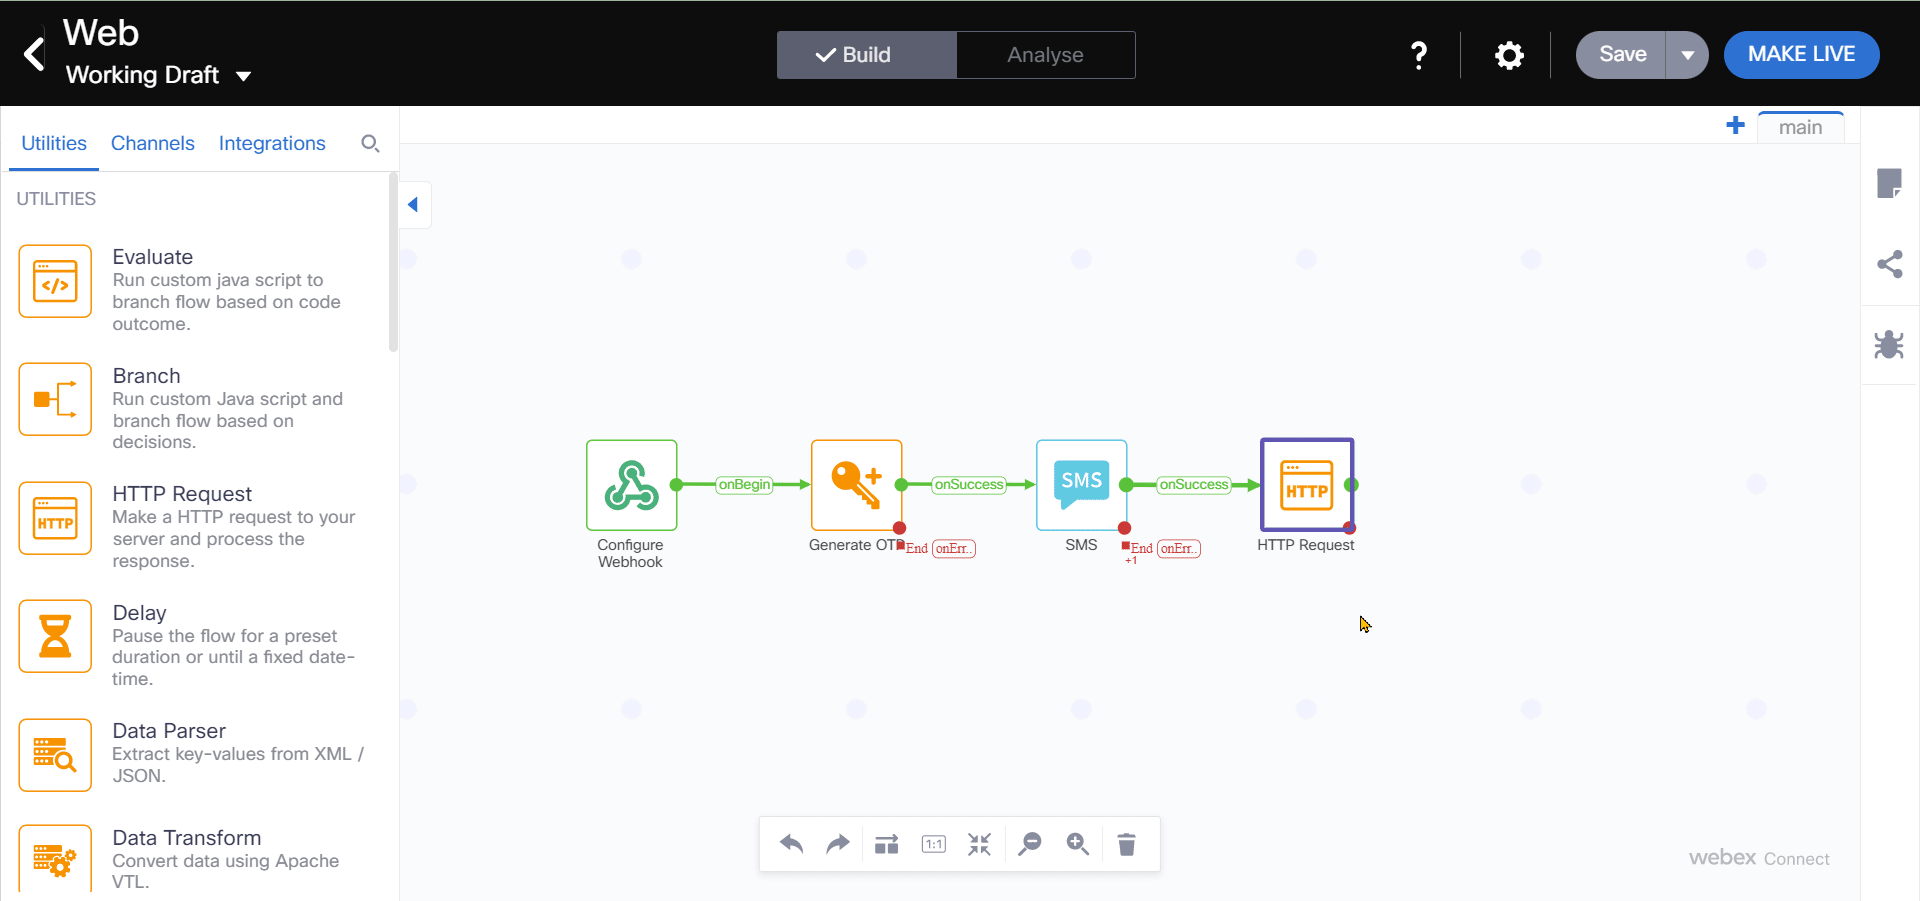 Web
Working Draft
Build
Analyse
?
Save
MAKE LIVE
Utilities
Channels
Integrations
main
UTILITIES
Evaluate
Run custom java script to
branch flow based on code
outcome.
Branch
Run custom Java script and
branch flow based on
decisions.
HTTP
HTTP Request
Make a HTTP request to your
server and process the
response.
Delay
Pause the flow for a preset
duration or until a fixed date-
time.
Data Parser
Extract key-values from XML /
JSON.
Data Transform
Convert data using Apache
VTL.
onBegin
onSuccess
SMS
onSuccess
HTTP
Configure
Webhook
Generate OTP
End onErr..
SMS
End onErr..
+1
HTTP Request
1:1
webex Connect